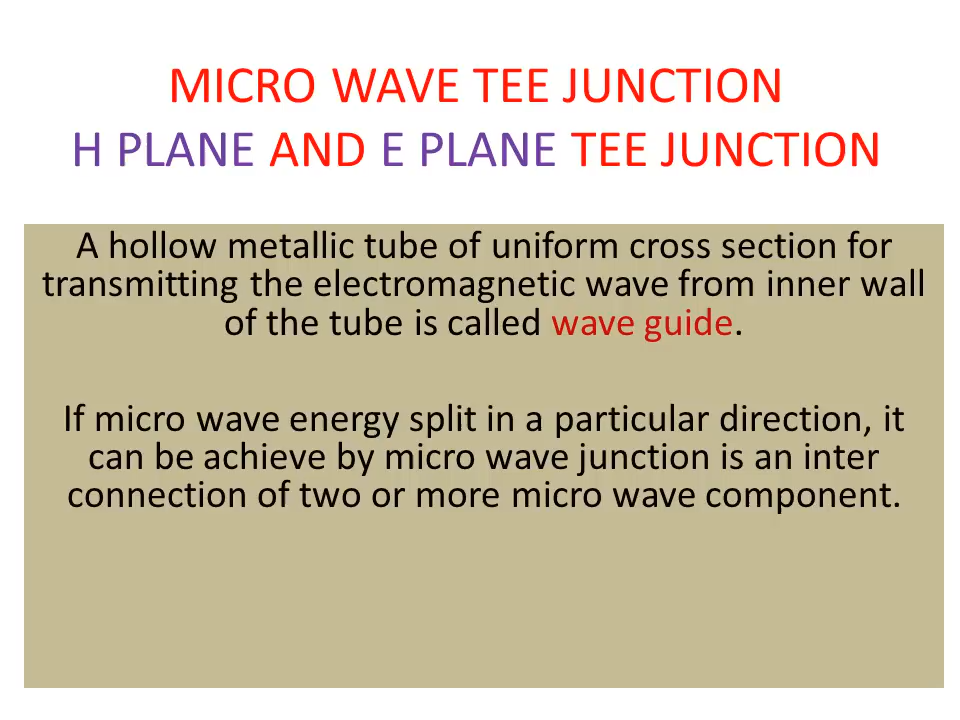 MICRO WAVE TEE JUNCTION
H PLANE AND E PLANE TEE JUNCTION
A hollow metallic tube of uniform cross section for
transmitting the electromagnetic wave from inner wall
of the tube is called wave guide.
If micro wave energy split in a particular direction, it
can be achieve by micro wave junction is an inter
connection of two or more micro wave component.